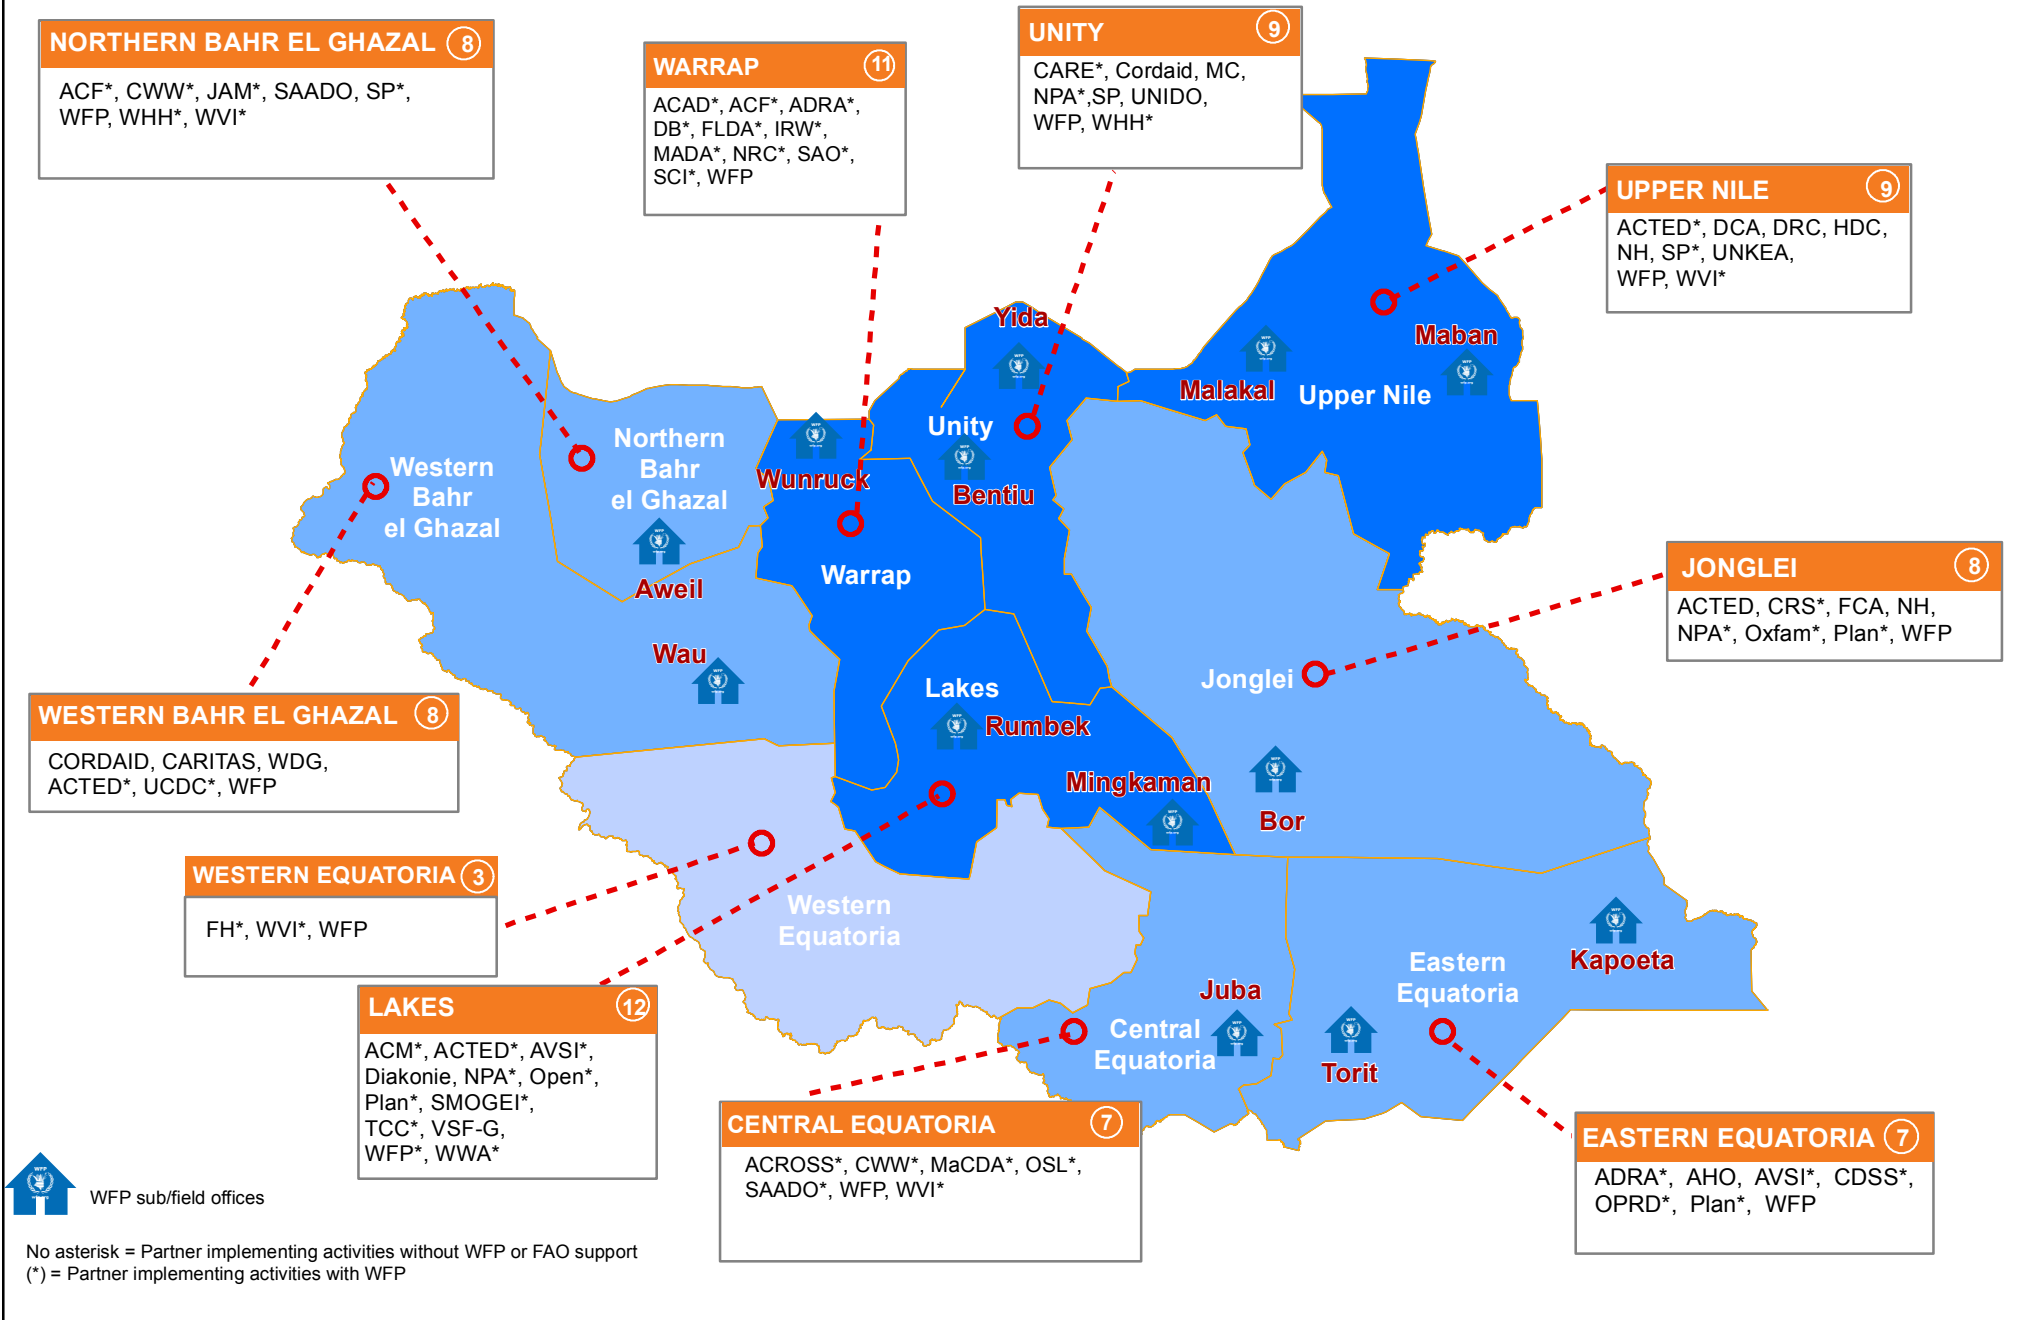 NORTHERN BAHR EL GHAZAL 8
ACF*, CWW*, JAM*, SAADO, SP*,
WFP, WHH*, WVI*
WARRAP 11
ACAD*, ACF*, ADRA*,
DB*, FLDA*, IRW*,
MADA*, NRC*, SAO*,
SCI*, WFP
UNITY 9
CARE*, Cordaid, MC,
NPA*,SP, UNIDO,
WFP, WHH*
UPPER NILE 9
ACTED*, DCA, DRC, HDC,
NH, SP*, UNKEA,
WFP, WVI*
Yida
Maban
Malakal
Upper Nile
Unity
Bentiu
Northern
Bahr
el Ghazal
Western
Bahr
el Ghazal
Wunruck
Warrap
Aweil
Wau
JONGLEI 8
ACTED, CRS*, FCA, NH,
NPA*, Oxfam*, Plan*, WFP
Jonglei
Lakes
Rumbek
Mingkaman
Bor
WESTERN BAHR EL GHAZAL 8
CORDAID, CARITAS, WDG,
ACTED*, UCDC*, WFP
WESTERN EQUATORIA 3
FH*, WVI*, WFP
Western
Equatoria
Kapoeta
Eastern
Equatoria
Juba
Central
Equatoria
Torit
LAKES 12
ACM*, ACTED*, AVSI*,
Diakonie, NPA*, Open*,
Plan*, SMOGEI*,
TCC*, VSF-G,
WFP*, WWA*
CENTRAL EQUATORIA 7
ACROSS*, CWW*, MaCDA*, OSL*,
SAADO*, WFP, WVI*
EASTERN EQUATORIA 7
ADRA*, AHO, AVSI*, CDSS*,
OPRD*, Plan*, WFP
WFP
WFP sub/field offices
No asterisk = Partner implementing activities without WFP or FAO support
(*) = Partner implementing activities with WFP